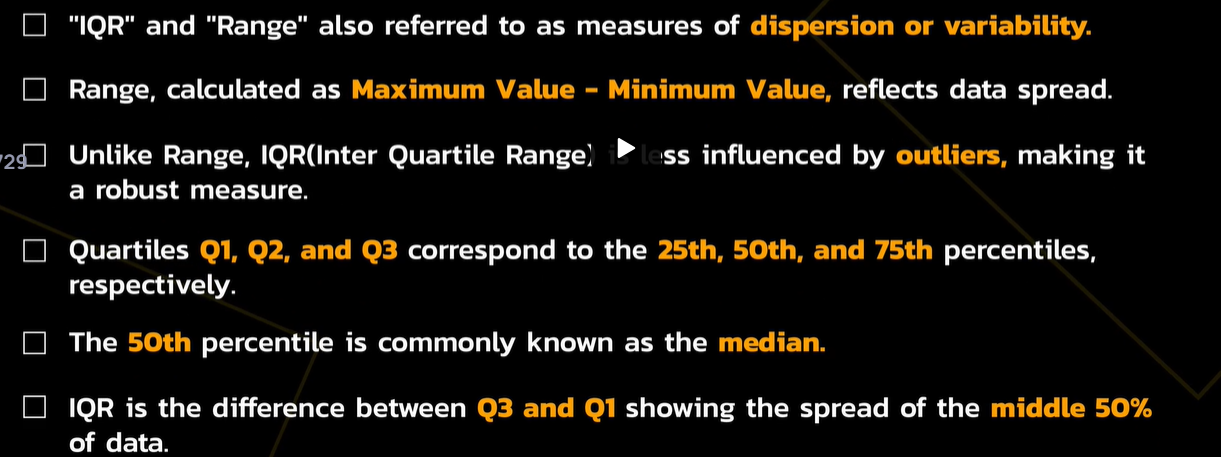 "IQR" and "Range" also referred to as measures of dispersion or variability.
Range, calculated as Maximum Value - Minimum Value, reflects data spread.
729
Unlike Range, IQR(Inter Quartile Range) is less influenced by outliers, making it
a robust measure.
Quartiles Q1, Q2, and Q3 correspond to the 25th, 50th, and 75th percentiles,
respectively.
The 50th percentile is commonly known as the median.
IQR is the difference between Q3 and Q1 showing the spread of the middle 50%
of data.